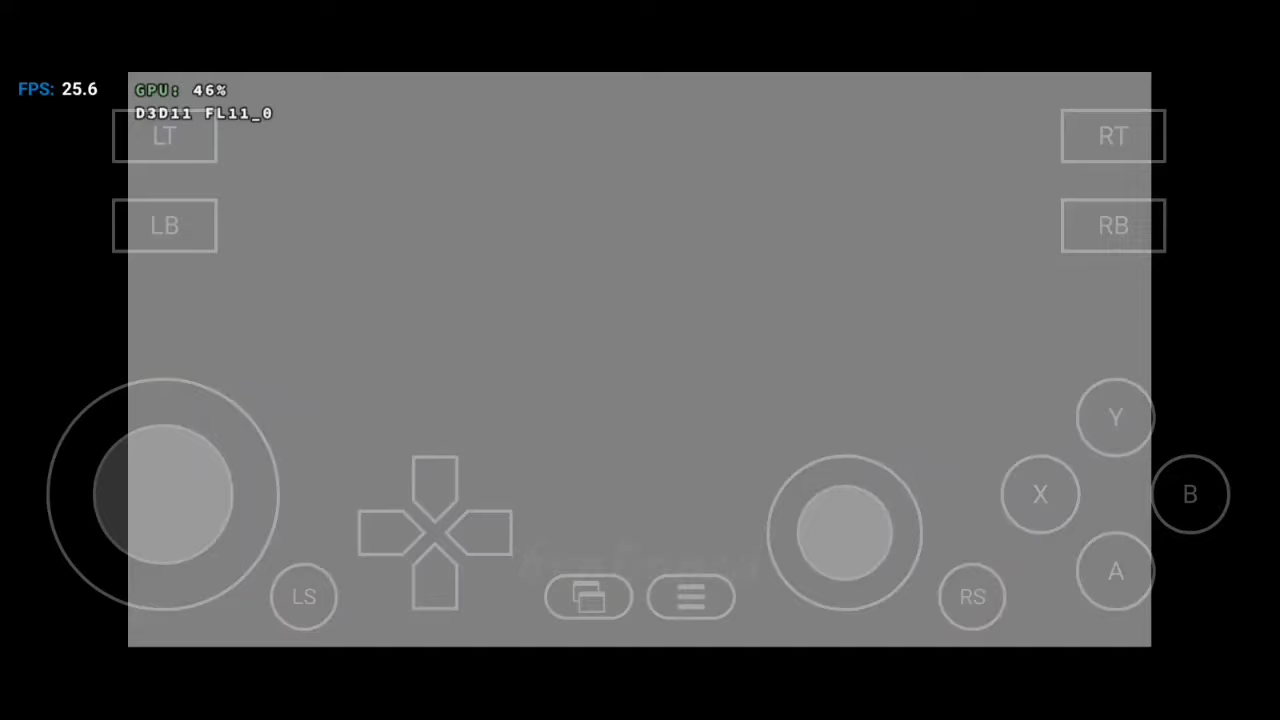 FPS: 25.6
GPU: 46%
D3D11 FL11_0
LT
RT
LB
RB
Y
X
B
A
LS
RS